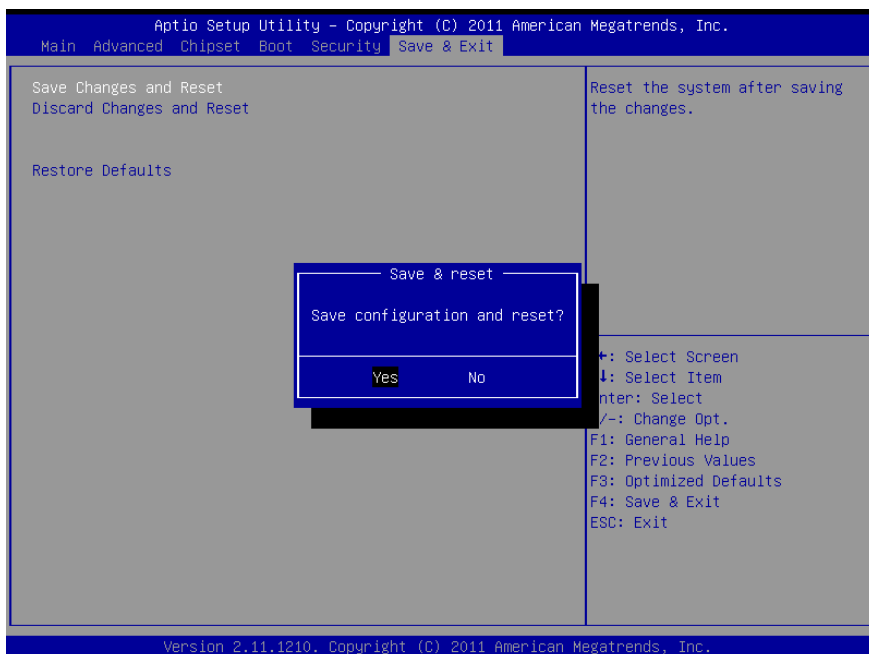 Aptio Setup Utility – Copyright (C) 2011 American Megatrends, Inc.
Main Advanced Chipset Boot Security Save & Exit
Save Changes and Reset
Discard Changes and Reset
Restore Defaults
Reset the system after saving
the changes.
Save & reset
Save configuration and reset?
Yes No
←: Select Screen
↓: Select Item
nter: Select
/-: Change Opt.
F1: General Help
F2: Previous Values
F3: Optimized Defaults
F4: Save & Exit
ESC: Exit
Version 2.11.1210. Copyright (C) 2011 American Megatrends, Inc.